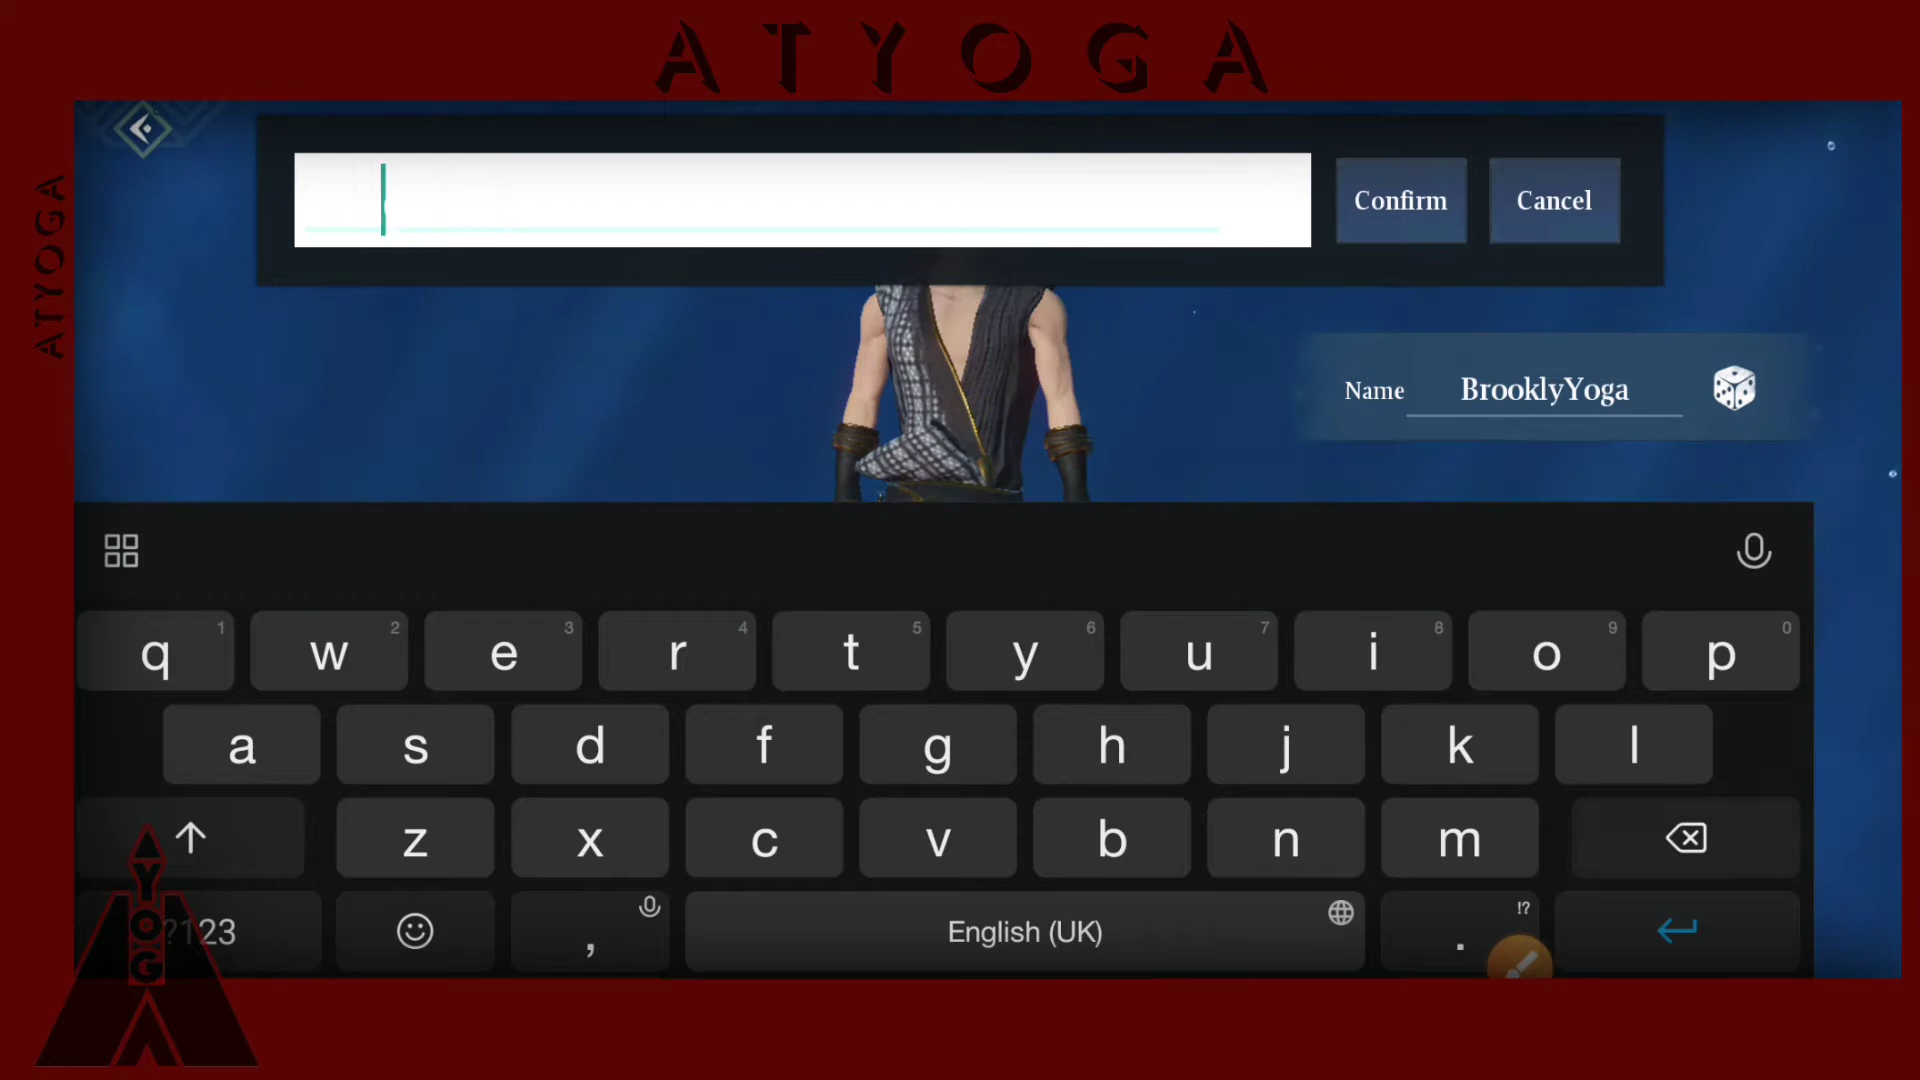 ATYOGA
ATYOGA
Confirm
Cancel
Name
BrooklyYoga
q 1 w 2 e 3 r 4 t 5 y 6 u 7 i 8 o 9 p 0
a s d f g h j k l
z x c v b n m
?123
,
English (UK)
.
!?
AYOGA